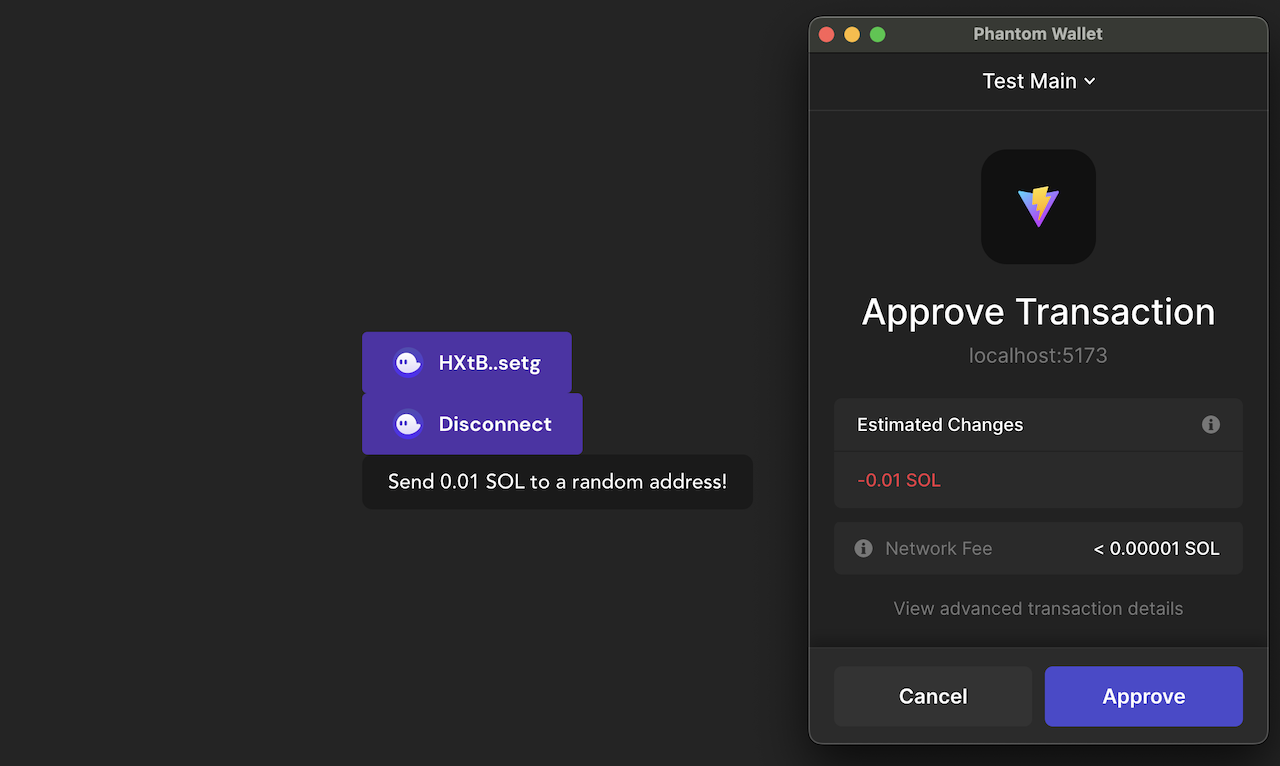 HXtB..setg
Disconnect
Send 0.01 SOL to a random address!
Phantom Wallet
Test Main
Approve Transaction
localhost:5173
Estimated Changes
-0.01 SOL
Network Fee
< 0.00001 SOL
View advanced transaction details
Cancel
Approve